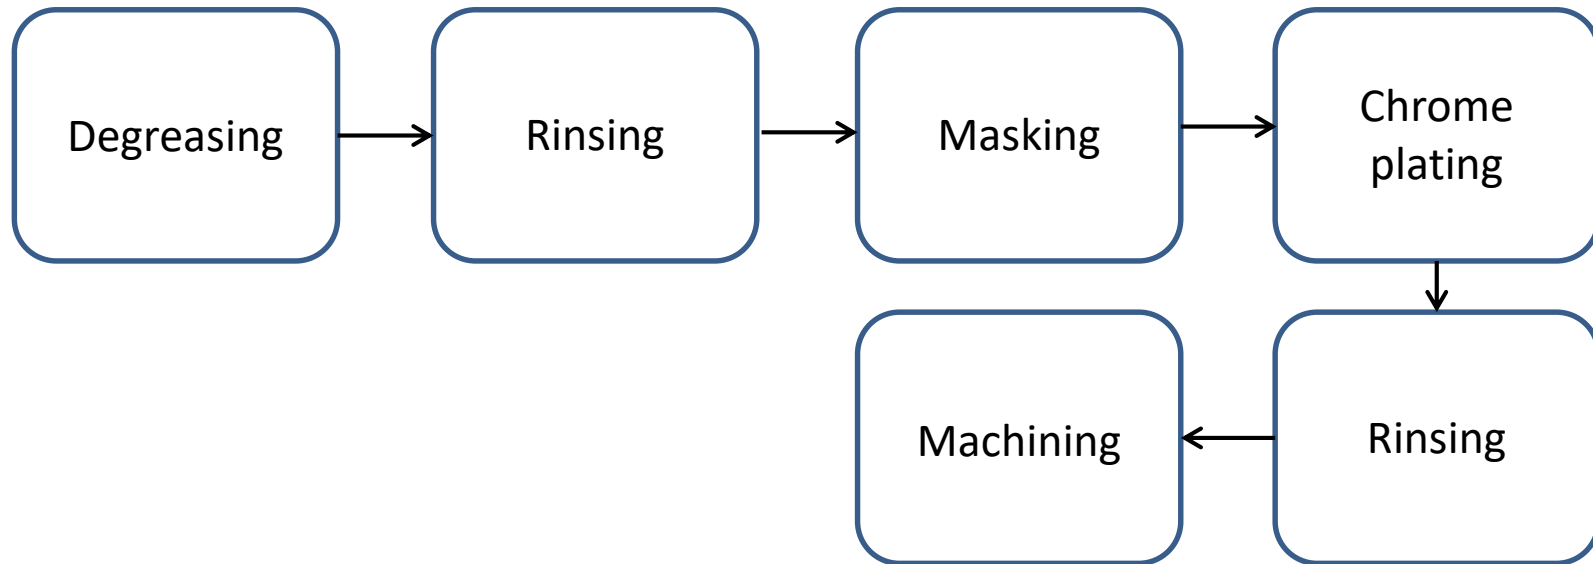 Degreasing
Rinsing
Masking
Chrome
plating
Machining
Rinsing